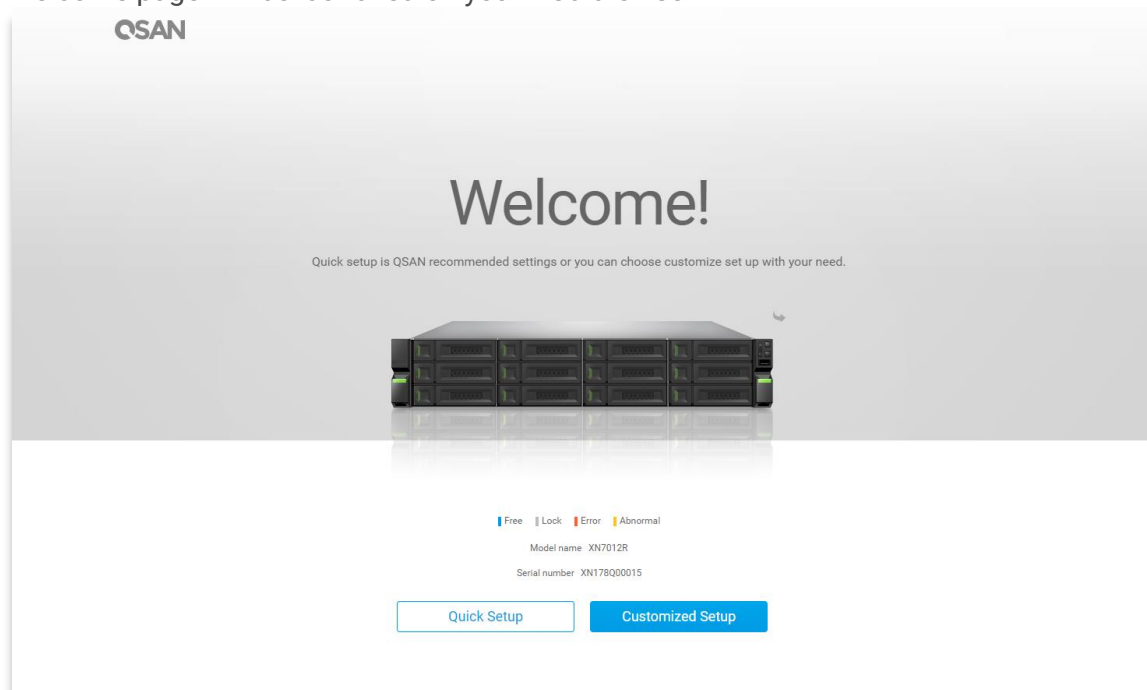 QSAN
Welcome!
Quick setup is QSAN recommended settings or you can choose customize set up with your need.
Free Lock Error Abnormal
Model name XN7012R
Serial number XN178Q00015
Quick Setup
Customized Setup